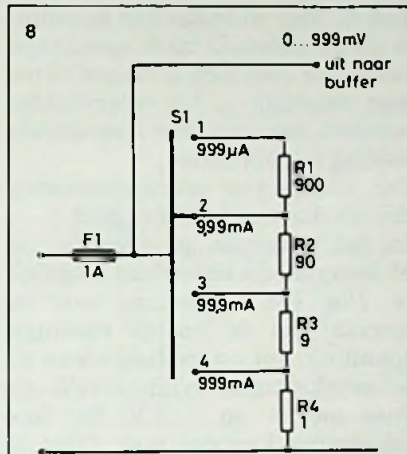 8
0...999mV
uit naar
buffer
S1
1
999µA
R1
900
2
9,99mA
F1
1A
R2
90
3
99,9mA
R3
9
4
999mA
R4
1